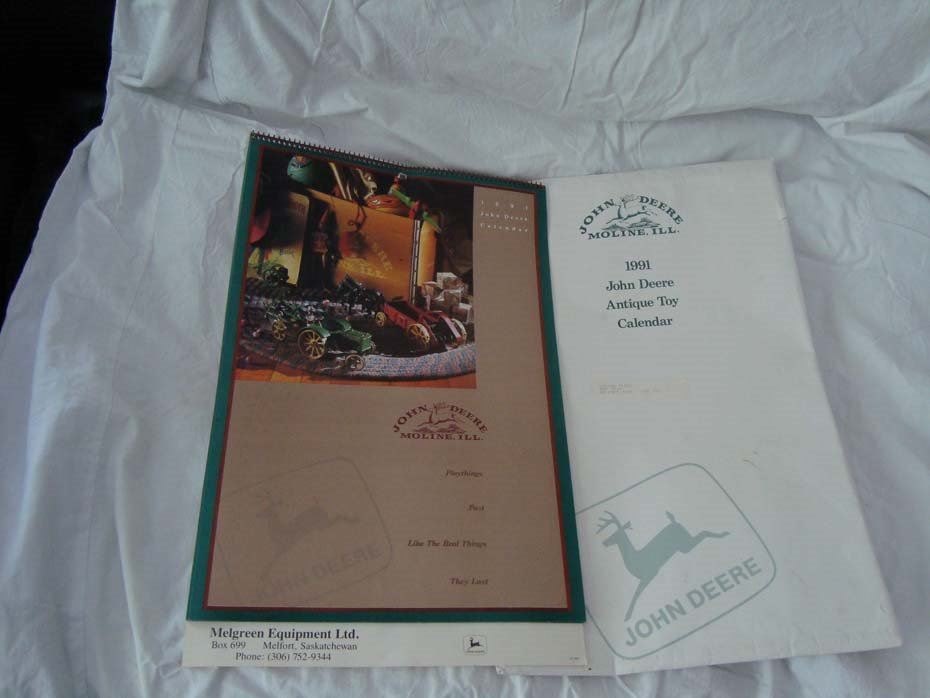 1991
John Deere
Calendar
JOHN DEERE
MOLINE, ILL.
Playthings
Past
Like The Real Things
They Last
JOHN DEERE
Melgreen Equipment Ltd.
Box 699 Melfort, Saskatchewan
Phone: (306) 752-9344
JOHN DEERE
MOLINE, ILL.
1991
John Deere
Antique Toy
Calendar
JOHN DEERE